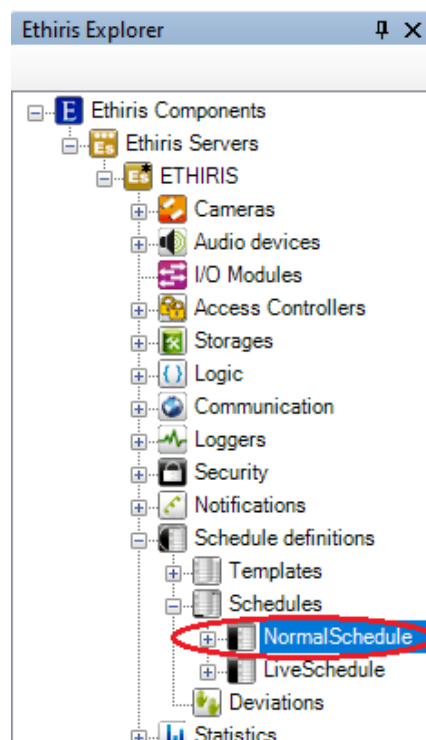 Ethiris Explorer
Ethiris Components
Ethiris Servers
ETHIRIS
Cameras
Audio devices
I/O Modules
Access Controllers
Storages
Logic
Communication
Loggers
Security
Notifications
Schedule definitions
Templates
Schedules
NormalSchedule
LiveSchedule
Deviations
Statistics